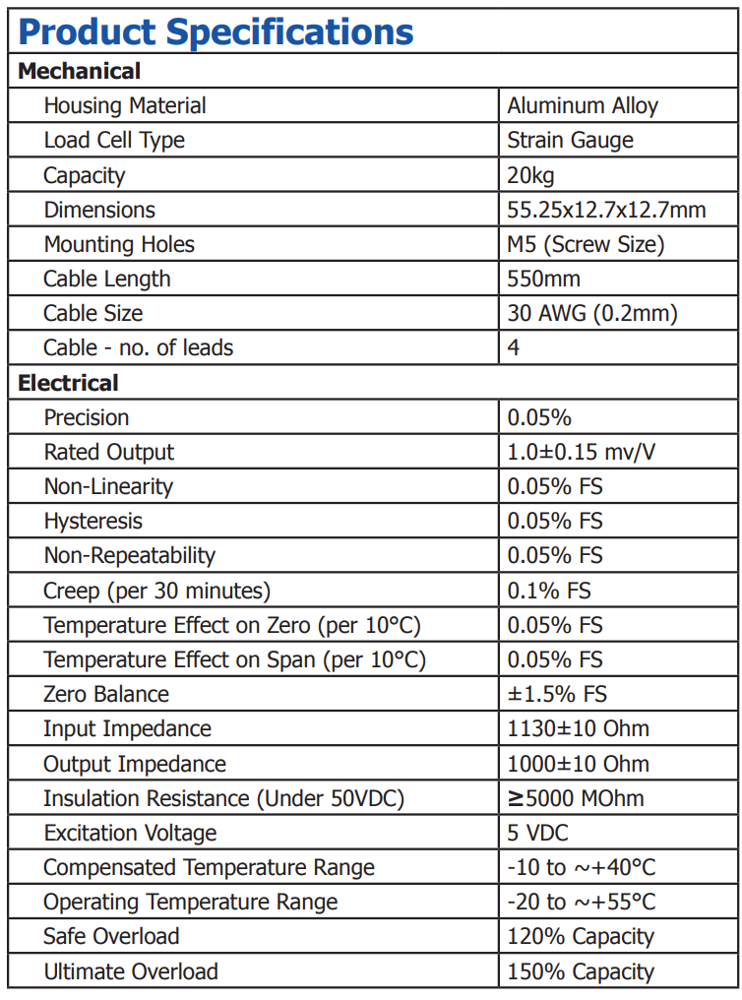 Product Specifications
Mechanical
Housing Material Aluminum Alloy
Load Cell Type Strain Gauge
Capacity 20kg
Dimensions 55.25x12.7x12.7mm
Mounting Holes M5 (Screw Size)
Cable Length 550mm
Cable Size 30 AWG (0.2mm)
Cable - no. of leads 4
Electrical
Precision 0.05%
Rated Output 1.0±0.15 mv/V
Non-Linearity 0.05% FS
Hysteresis 0.05% FS
Non-Repeatability 0.05% FS
Creep (per 30 minutes) 0.1% FS
Temperature Effect on Zero (per 10°C) 0.05% FS
Temperature Effect on Span (per 10°C) 0.05% FS
Zero Balance ±1.5% FS
Input Impedance 1130±10 Ohm
Output Impedance 1000±10 Ohm
Insulation Resistance (Under 50VDC) ≥5000 MOhm
Excitation Voltage 5 VDC
Compensated Temperature Range -10 to ~+40°C
Operating Temperature Range -20 to ~+55°C
Safe Overload 120% Capacity
Ultimate Overload 150% Capacity